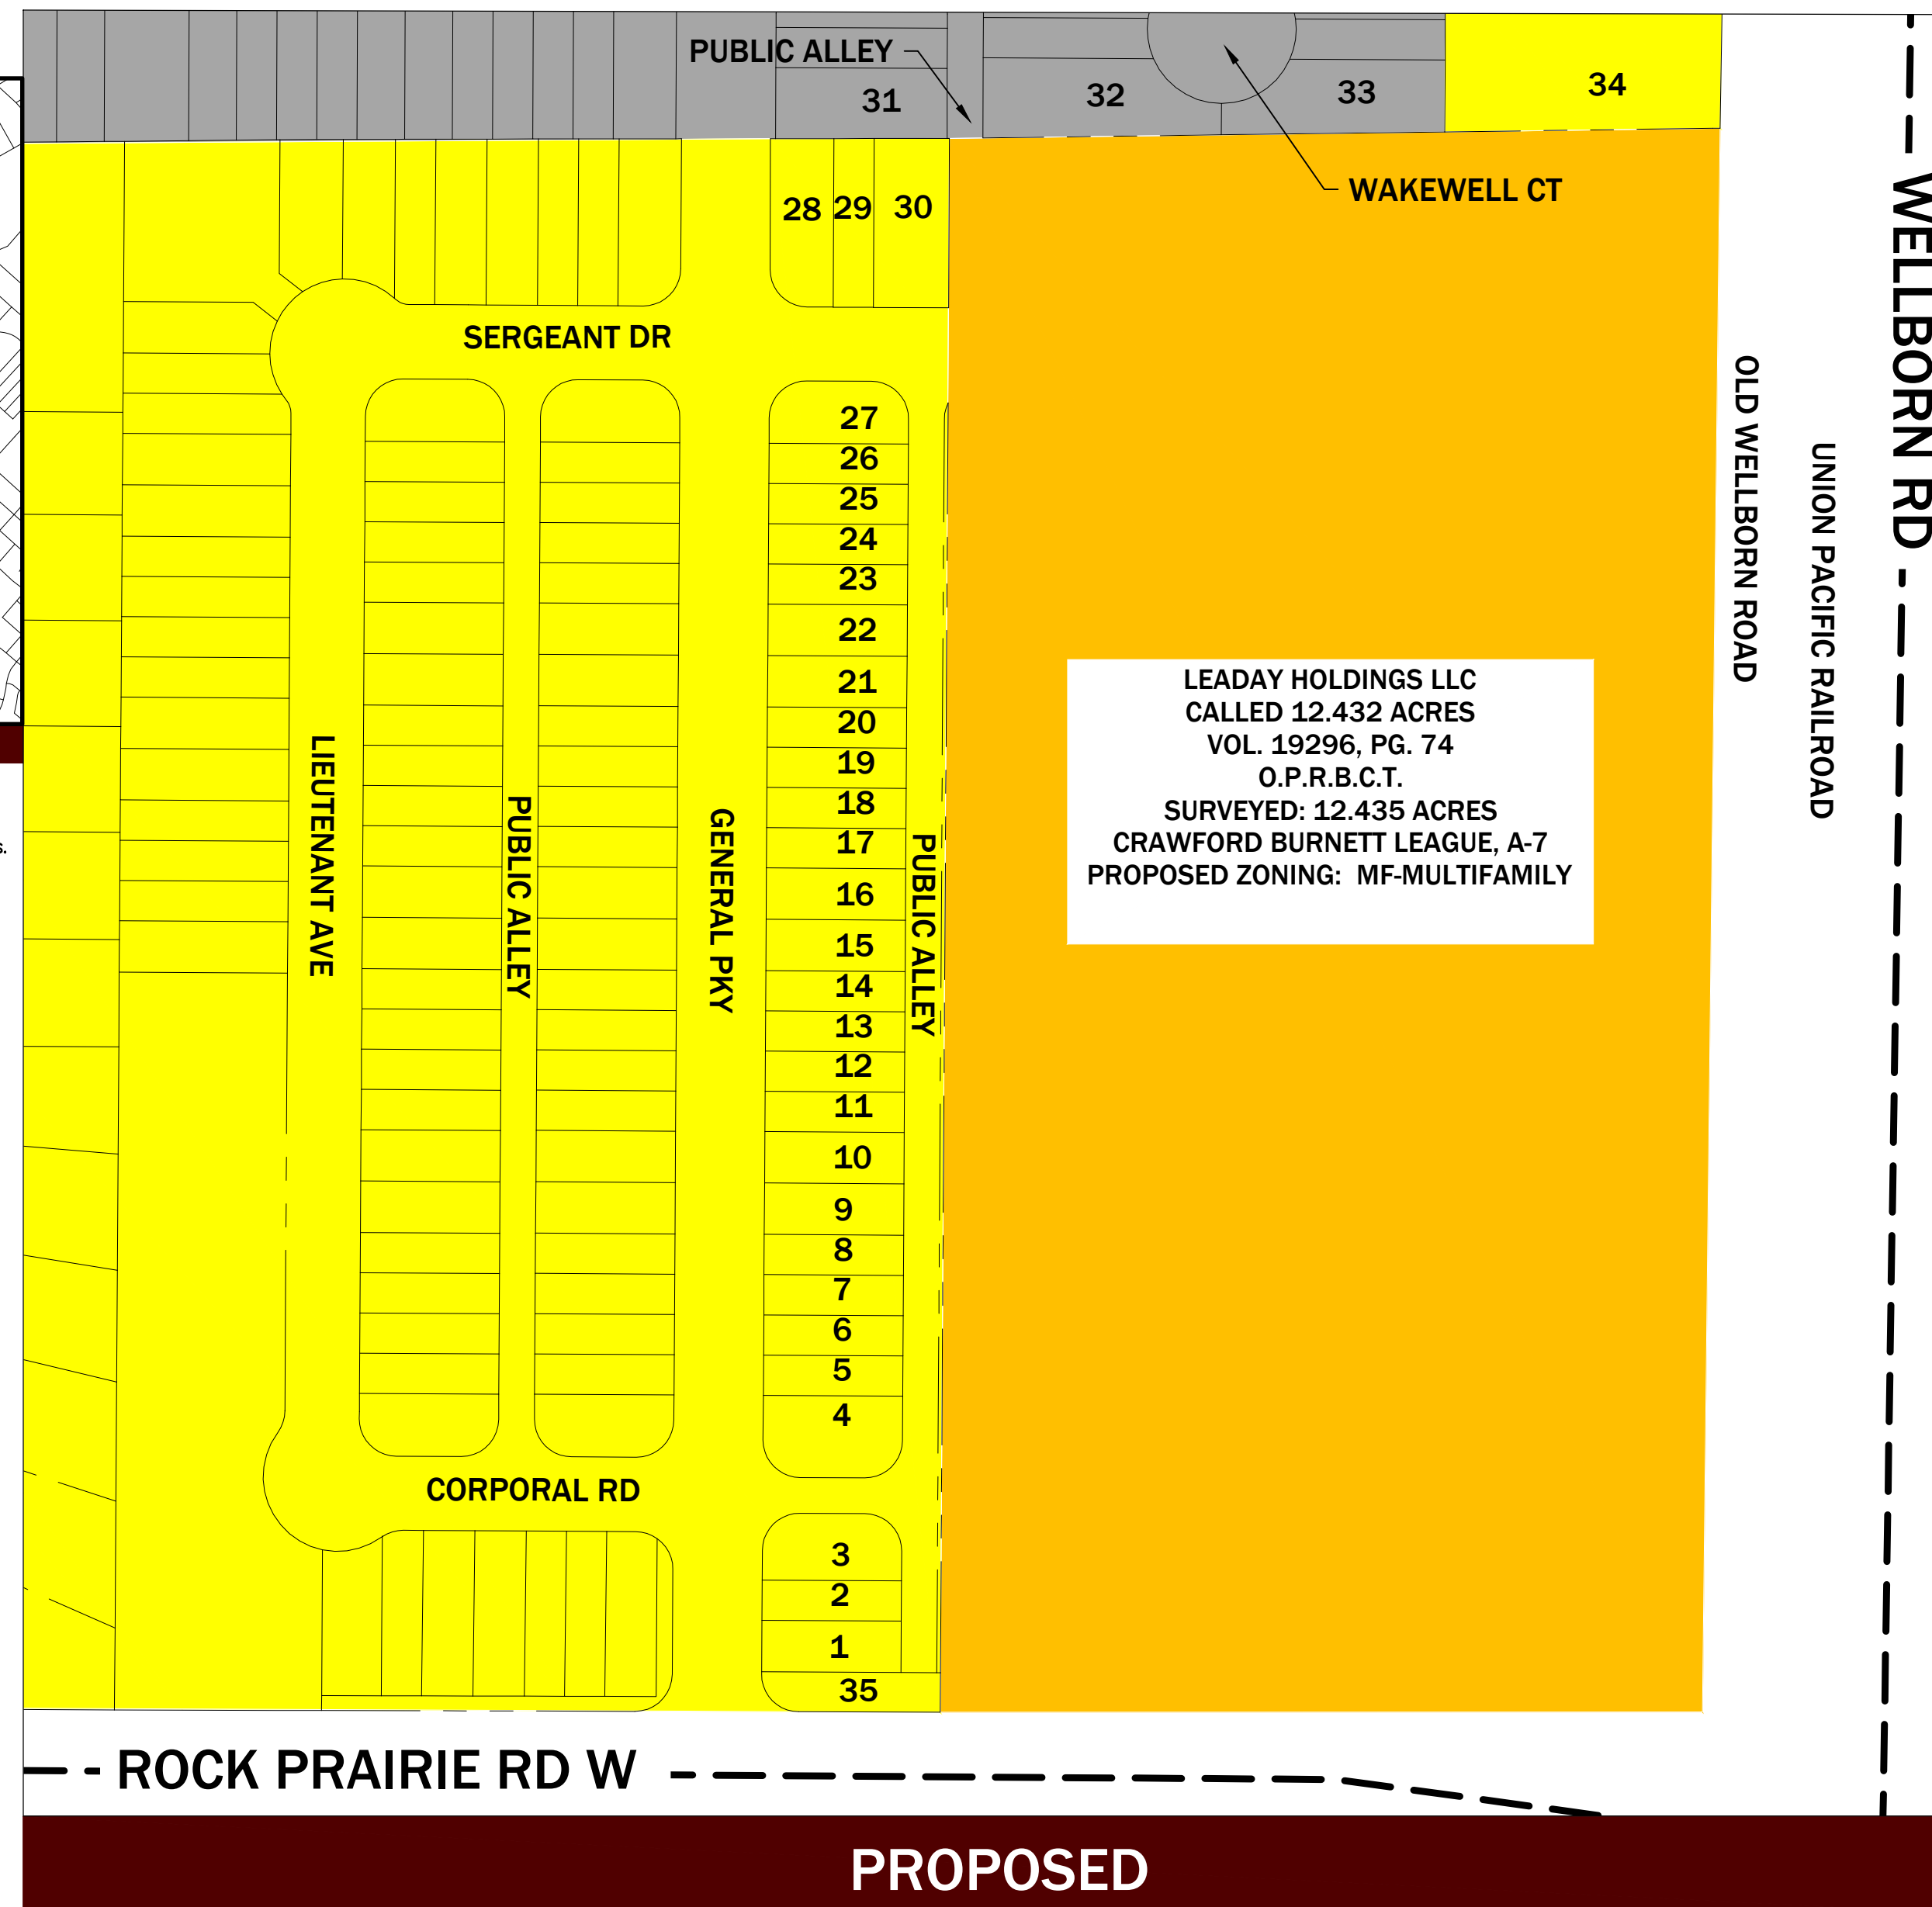 PUBLIC ALLEY
31
32
33
34
WAKEWELL CT
28
29
30
SERGEANT DR
27
26
25
24
23
22
21
20
19
18
17
16
15
14
13
12
11
10
9
8
7
6
5
4
3
2
1
35
LIEUTENANT AVE
PUBLIC ALLEY
GENERAL PKY
PUBLIC ALLEY
CORPORAL RD
LEADAY HOLDINGS LLC
CALLED 12.432 ACRES
VOL. 19296, PG. 74
O.P.R.B.C.T.
SURVEYED: 12.435 ACRES
CRAWFORD BURNETT LEAGUE, A-7
PROPOSED ZONING: MF-MULTIFAMILY
OLD WELLBORN ROAD
UNION PACIFIC RAILROAD
WELLBORN RD
ROCK PRAIRIE RD W
PROPOSED